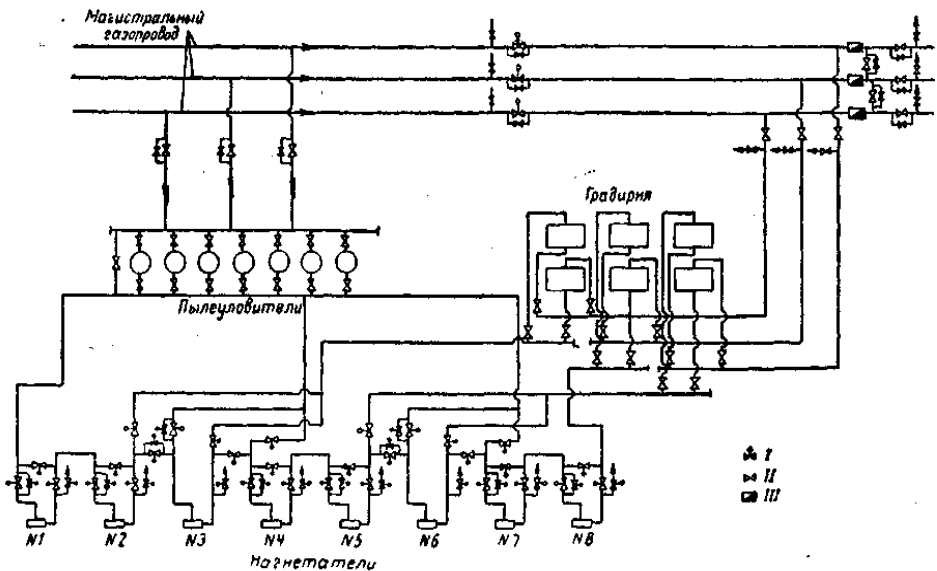 Магистральный
газопровод
Градирня
Пылеуловители
I
II
III
N1 N2 N3 N4 N5 N6 N7 N8
Нагнетатели